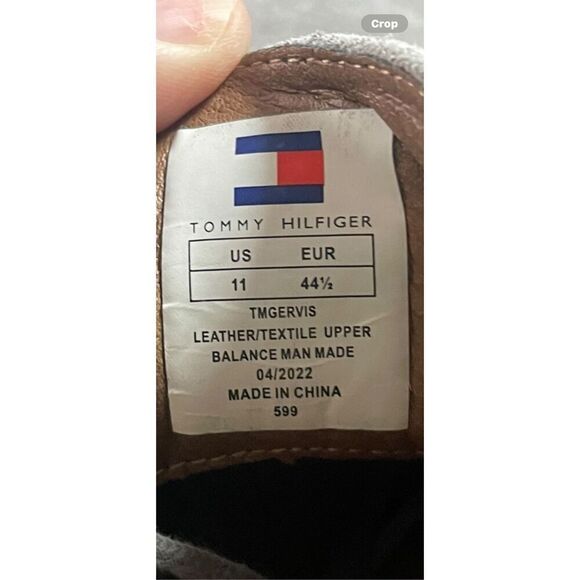 Crop
TOMMY HILFIGER
US EUR
11 44½
TMGERVIS
LEATHER/TEXTILE UPPER
BALANCE MAN MADE
04/2022
MADE IN CHINA
599